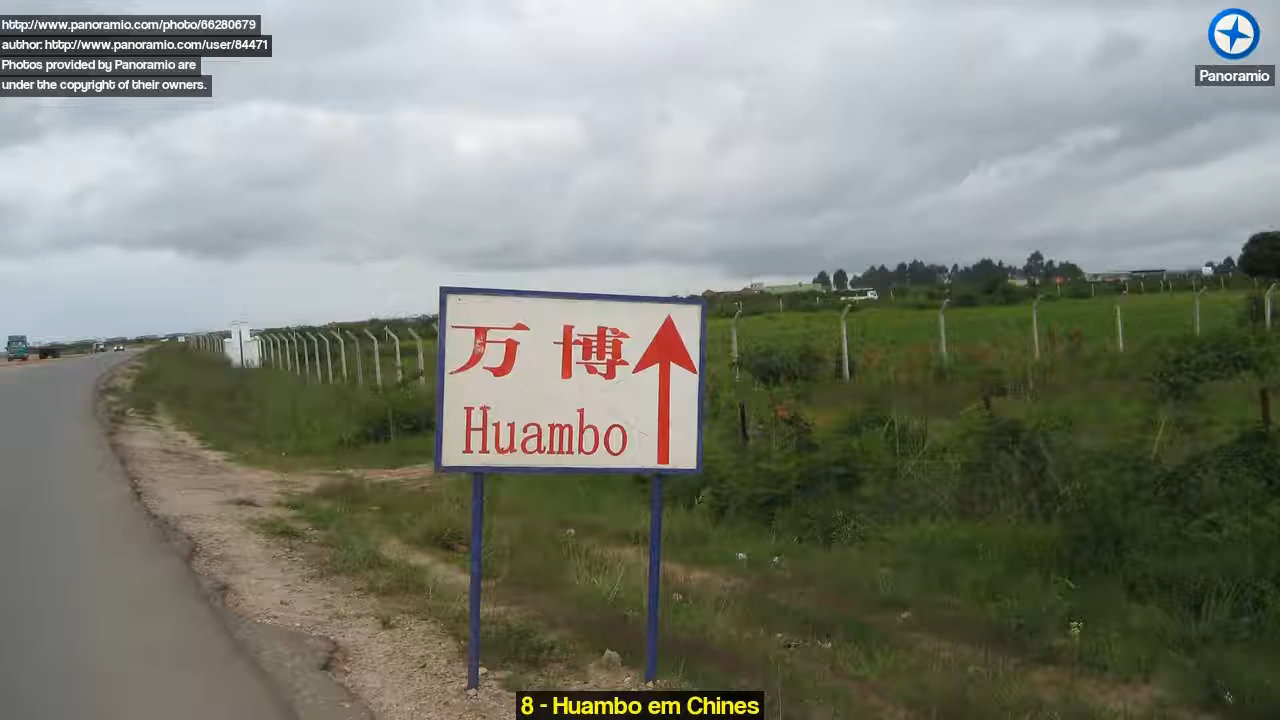 http://www.panoramio.com/photo/66280679
author: http://www.panoramio.com/user/84471
Photos provided by Panoramio are
under the copyright of their owners.
Panoramio
万 博
Huambo
8 - Huambo em Chines